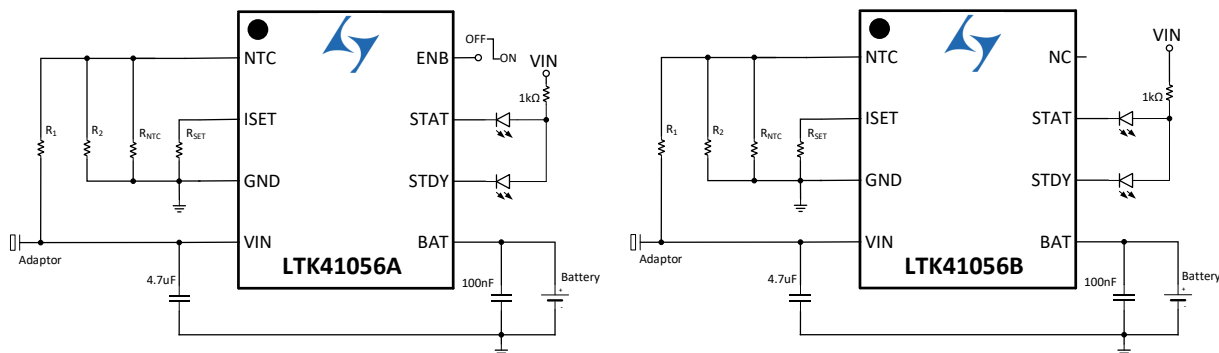 NTC
ENB
OFF
ON
VIN
1kΩ
ISET
STAT
R1
R2
RNTC
RSET
GND
STDY
VIN
BAT
Adaptor
LTK41056A
4.7uF
100nF
Battery
+
-
NTC
NC
VIN
1kΩ
ISET
STAT
R1
R2
RNTC
RSET
GND
STDY
VIN
BAT
Adaptor
LTK41056B
4.7uF
100nF
Battery
+
-